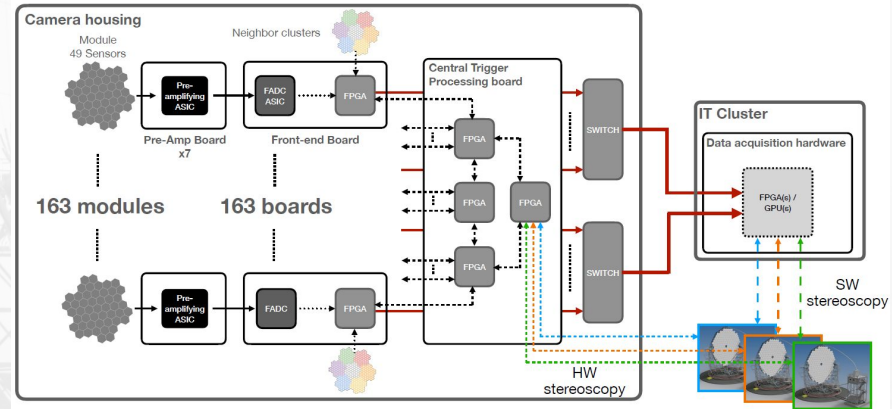 Camera housing
Module
49 Sensors
Neighbor clusters
Pre-
amplifying
ASIC
FADC
ASIC
FPGA
Pre-Amp Board
x7
Front-end Board
Central Trigger
Processing board
FPGA
FPGA
FPGA
FPGA
SWITCH
SWITCH
IT Cluster
Data acquisition hardware
FPGA(s) /
GPU(s)
163 modules
163 boards
Pre-
amplifying
ASIC
FADC
FPGA
HW
stereoscopy
SW
stereoscopy